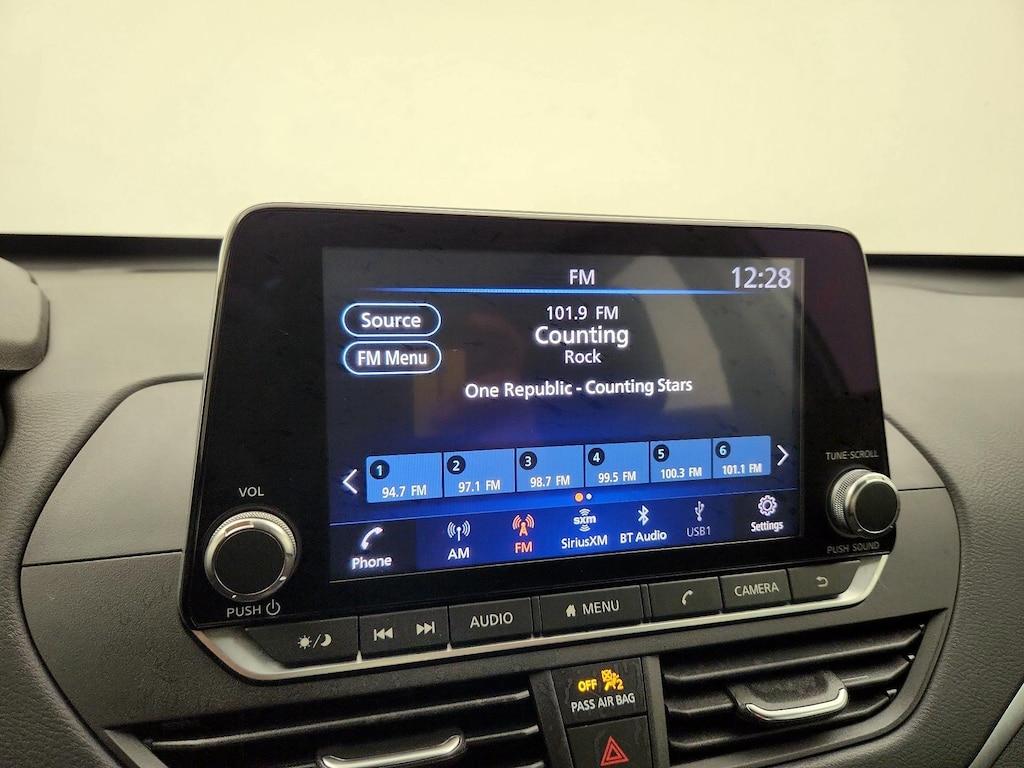 FM 12:28
Source
FM Menu
101.9 FM
Counting
Rock
One Republic - Counting Stars
1 2 3 4 5 6
94.7 FM 97.1 FM 98.7 FM 99.5 FM 100.3 FM 101.1 FM
Phone AM FM sxm SiriusXM BT Audio USB1 Settings
VOL
PUSH
TUNE·SCROLL
PUSH SOUND
AUDIO MENU CAMERA
OFF 2
PASS AIR BAG